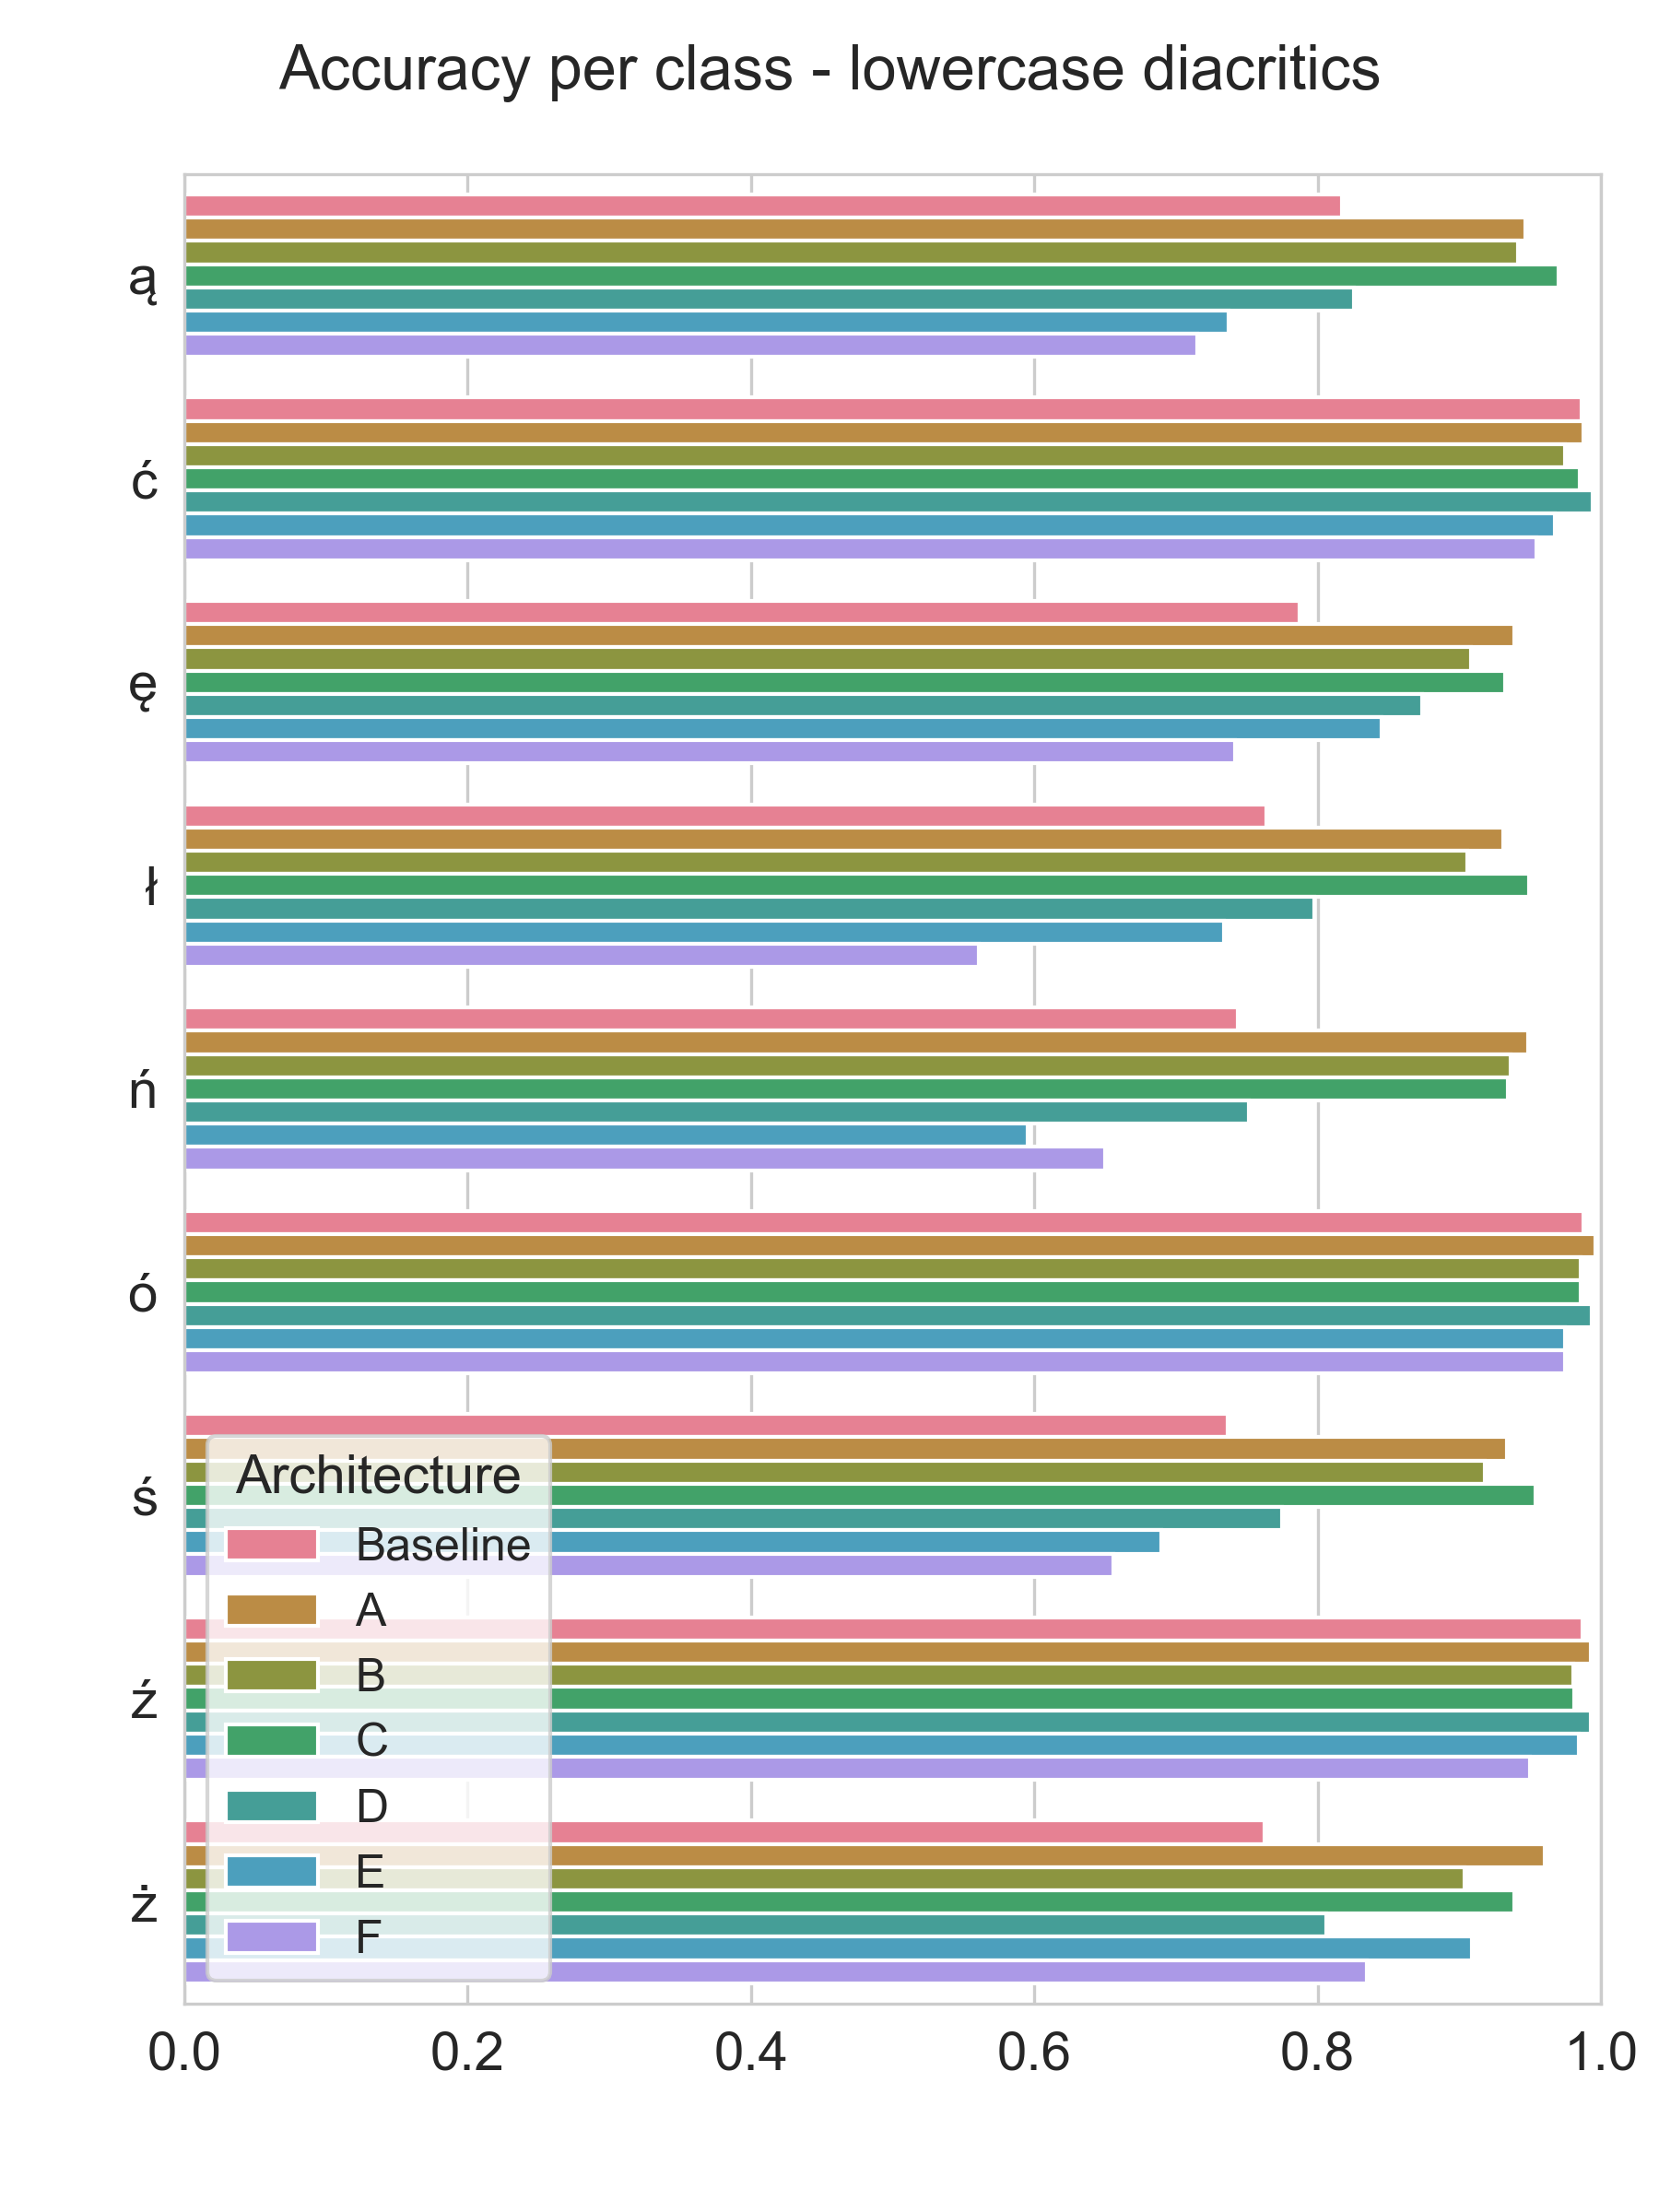 Accuracy per class - lowercase diacritics
ą
ć
ę
ł
ń
ó
ś
ź
ż
Architecture
Baseline
A
B
C
D
E
F
0.0 0.2 0.4 0.6 0.8 1.0